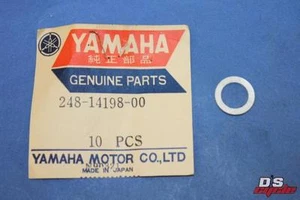 YAMAHA
純正部品
GENUINE PARTS
248-14198-00
10 PCS
YAMAHA MOTOR CO., LTD
MADE IN JAPAN
DS